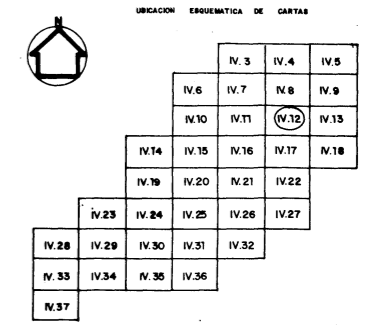 UBICACION ESQUEMATICA DE CARTAS
N
IV. 3 IV. 4 IV. 5
IV. 6 IV. 7 IV. 8 IV. 9
IV. 10 IV. 11 IV. 12 IV. 13
IV. 14 IV. 15 IV. 16 IV. 17 IV. 18
IV. 19 IV. 20 IV. 21 IV. 22
IV. 23 IV. 24 IV. 25 IV. 26 IV. 27
IV. 28 IV. 29 IV. 30 IV. 31 IV. 32
IV. 33 IV. 34 IV. 35 IV. 36
IV. 37